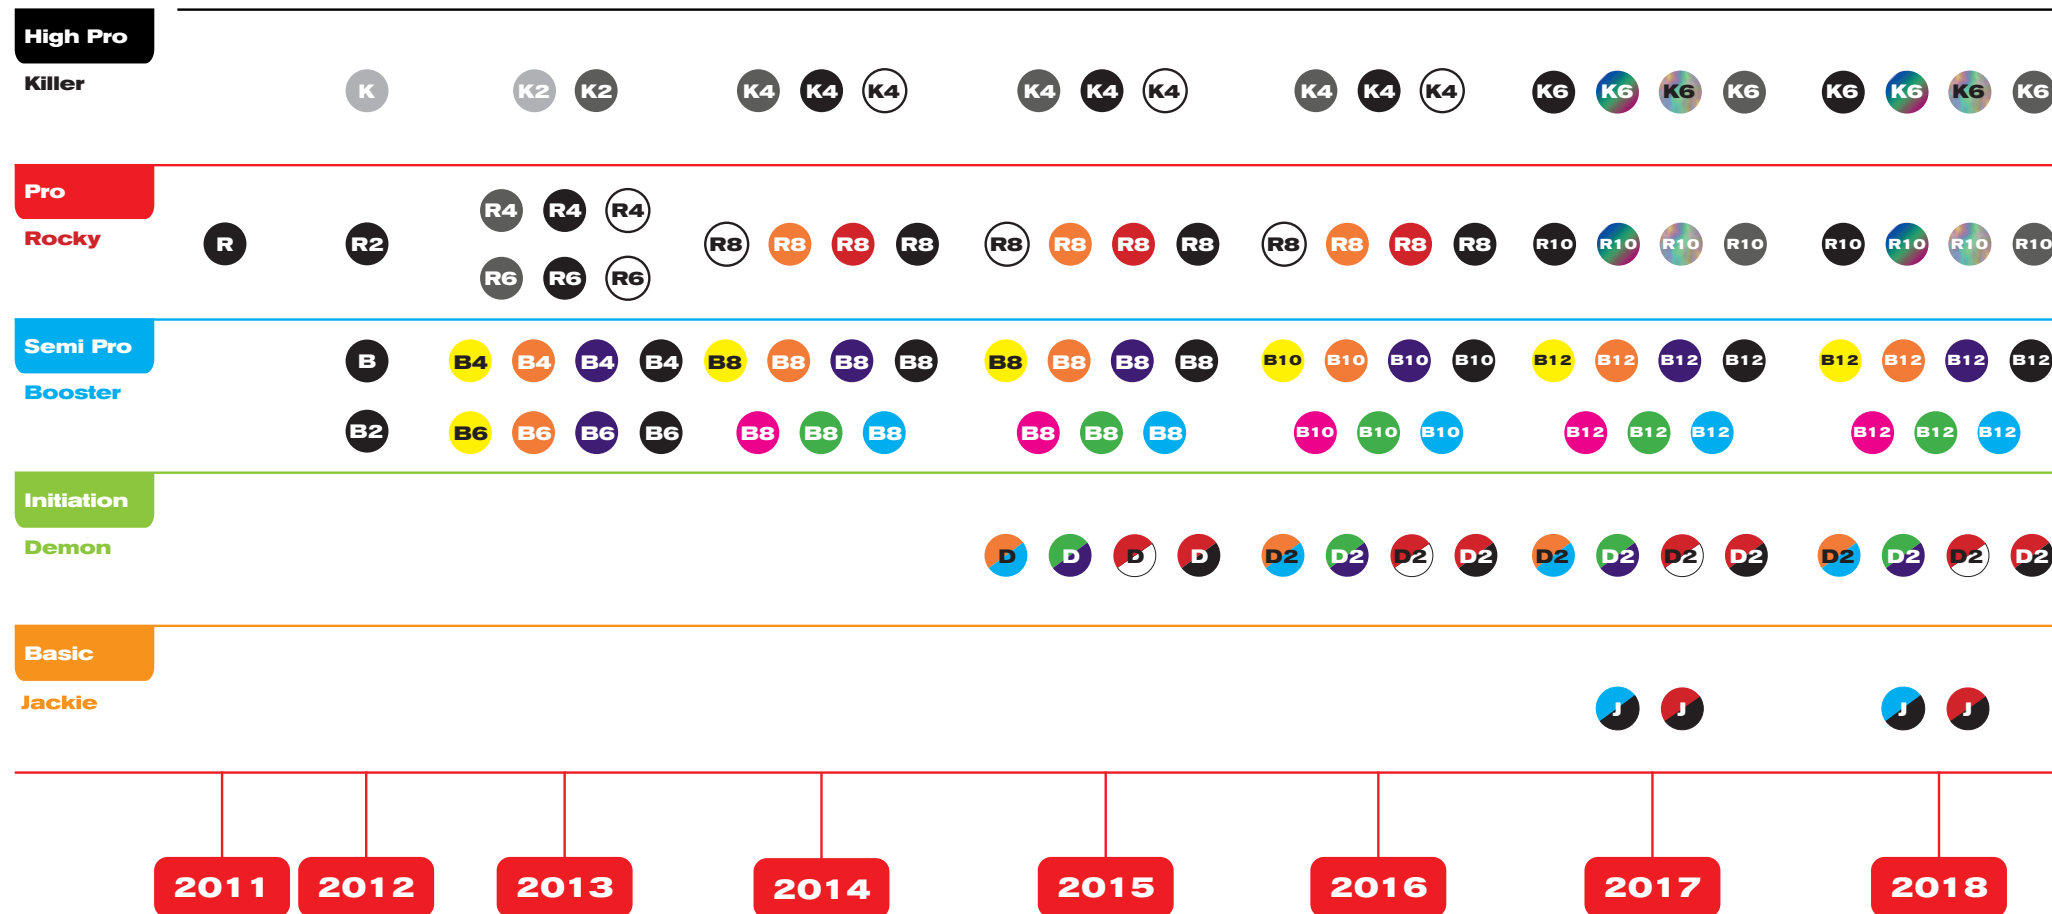 High Pro
Killer
K K2 K2 K4 K4 K4 K4 K4 K4 K4 K4 K4 K6 K6 K6 K6 K6 K6 K6 K6
Pro
Rocky
R4 R4 R4
R R2 R8 R8 R8 R8 R8 R8 R8 R8 R8 R8 R8 R8 R10 R10 R10 R10 R10 R10 R10 R10
R6 R6 R6
Semi Pro
Booster
B B4 B4 B4 B4 B8 B8 B8 B8 B8 B8 B8 B8 B10 B10 B10 B10 B12 B12 B12 B12 B12 B12 B12 B12
B2 B6 B6 B6 B6 B8 B8 B8 B8 B8 B8 B10 B10 B10 B12 B12 B12 B12 B12 B12
Initiation
Demon
D D D D D2 D2 D2 D2 D2 D2 D2 D2 D2 D2 D2 D2
Basic
Jackie
J J J J
2011 2012 2013 2014 2015 2016 2017 2018